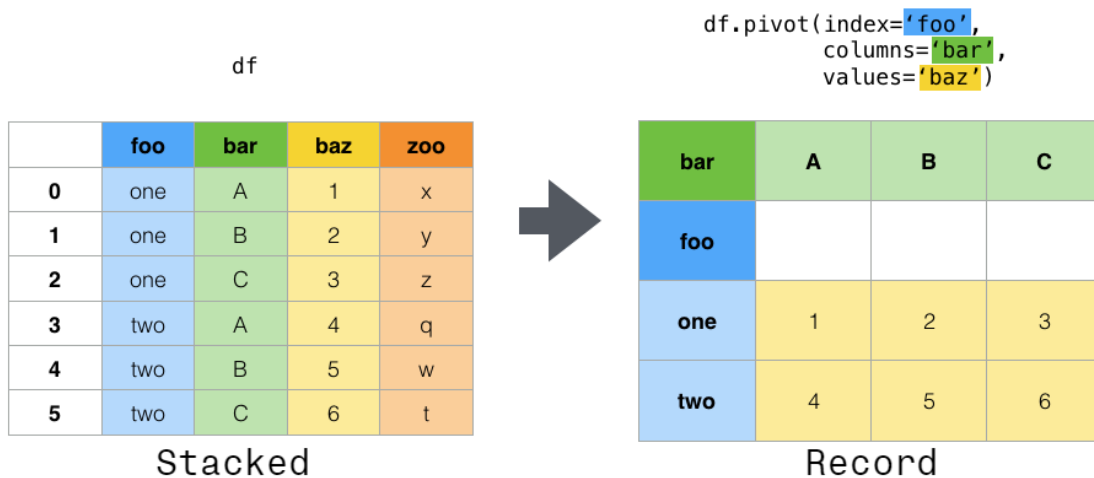 df
foo bar baz zoo
0 one A 1 x
1 one B 2 y
2 one C 3 z
3 two A 4 q
4 two B 5 w
5 two C 6 t
Stacked
df.pivot(index=‘foo’,
columns=‘bar’,
values=‘baz’)
bar A B C
foo
one 1 2 3
two 4 5 6
Record